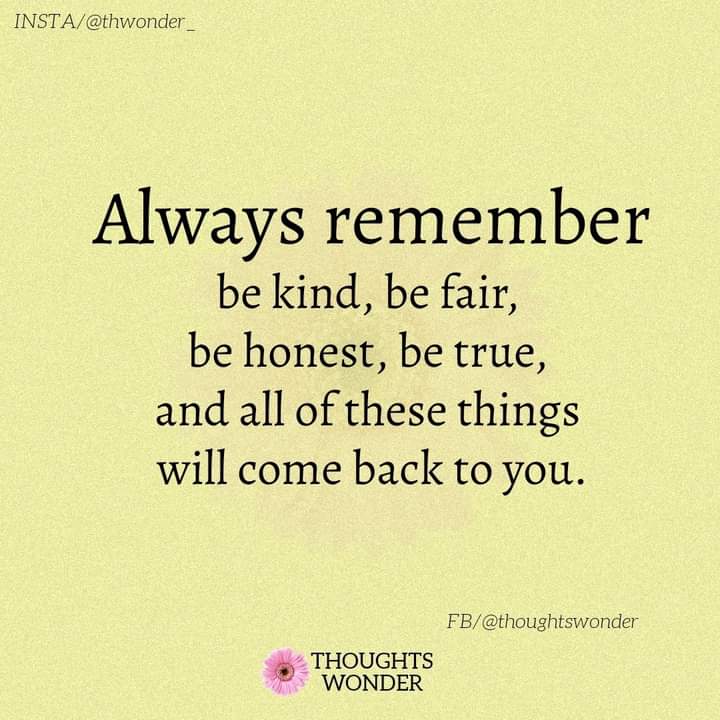 INSTA/@thwonder_
Always remember
be kind, be fair,
be honest, be true,
and all of these things
will come back to you.
FB/@thoughtswonder
THOUGHTS
WONDER